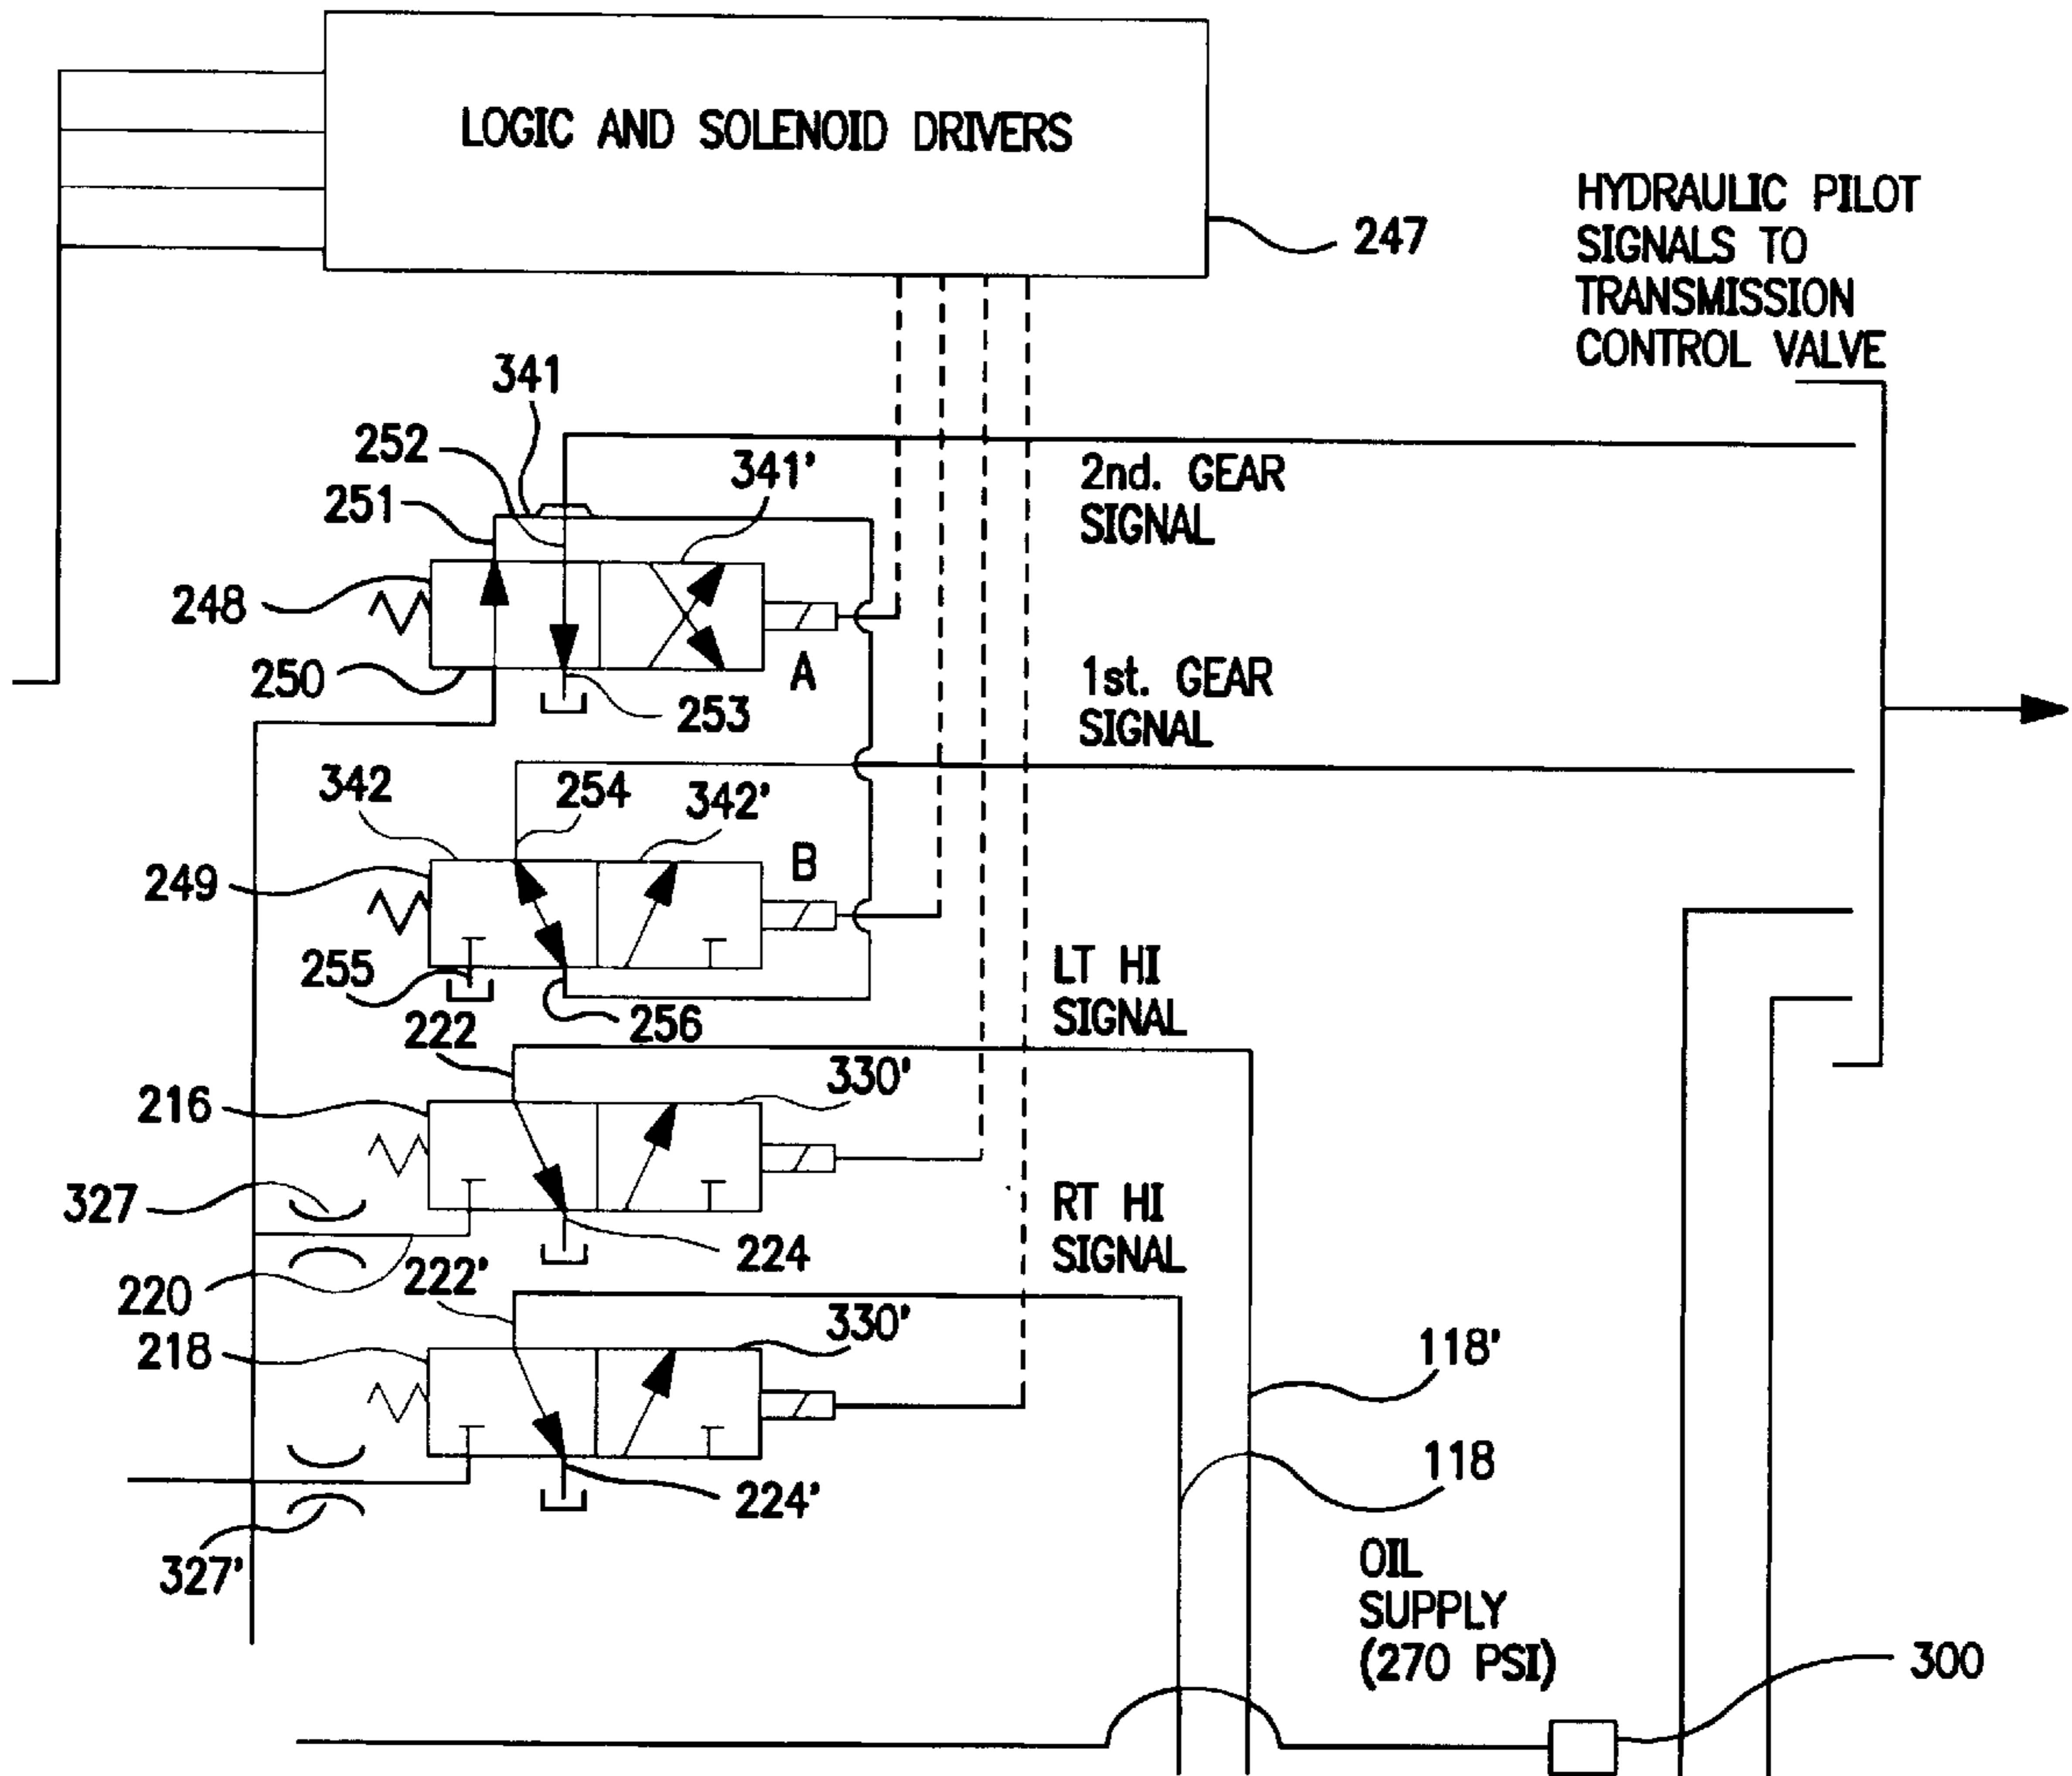 LOGIC AND SOLENOID DRIVERS
247
HYDRAULIC PILOT
SIGNALS TO
TRANSMISSION
CONTROL VALVE
341
252
341'
251
2nd. GEAR
SIGNAL
248
250
A
253
1st. GEAR
SIGNAL
342
254
342'
249
B
255
256
LT HI
SIGNAL
222
216
330'
327
224
RT HI
SIGNAL
220
222'
218
330'
118'
224'
118
327'
OIL
SUPPLY
(270 PSI)
300